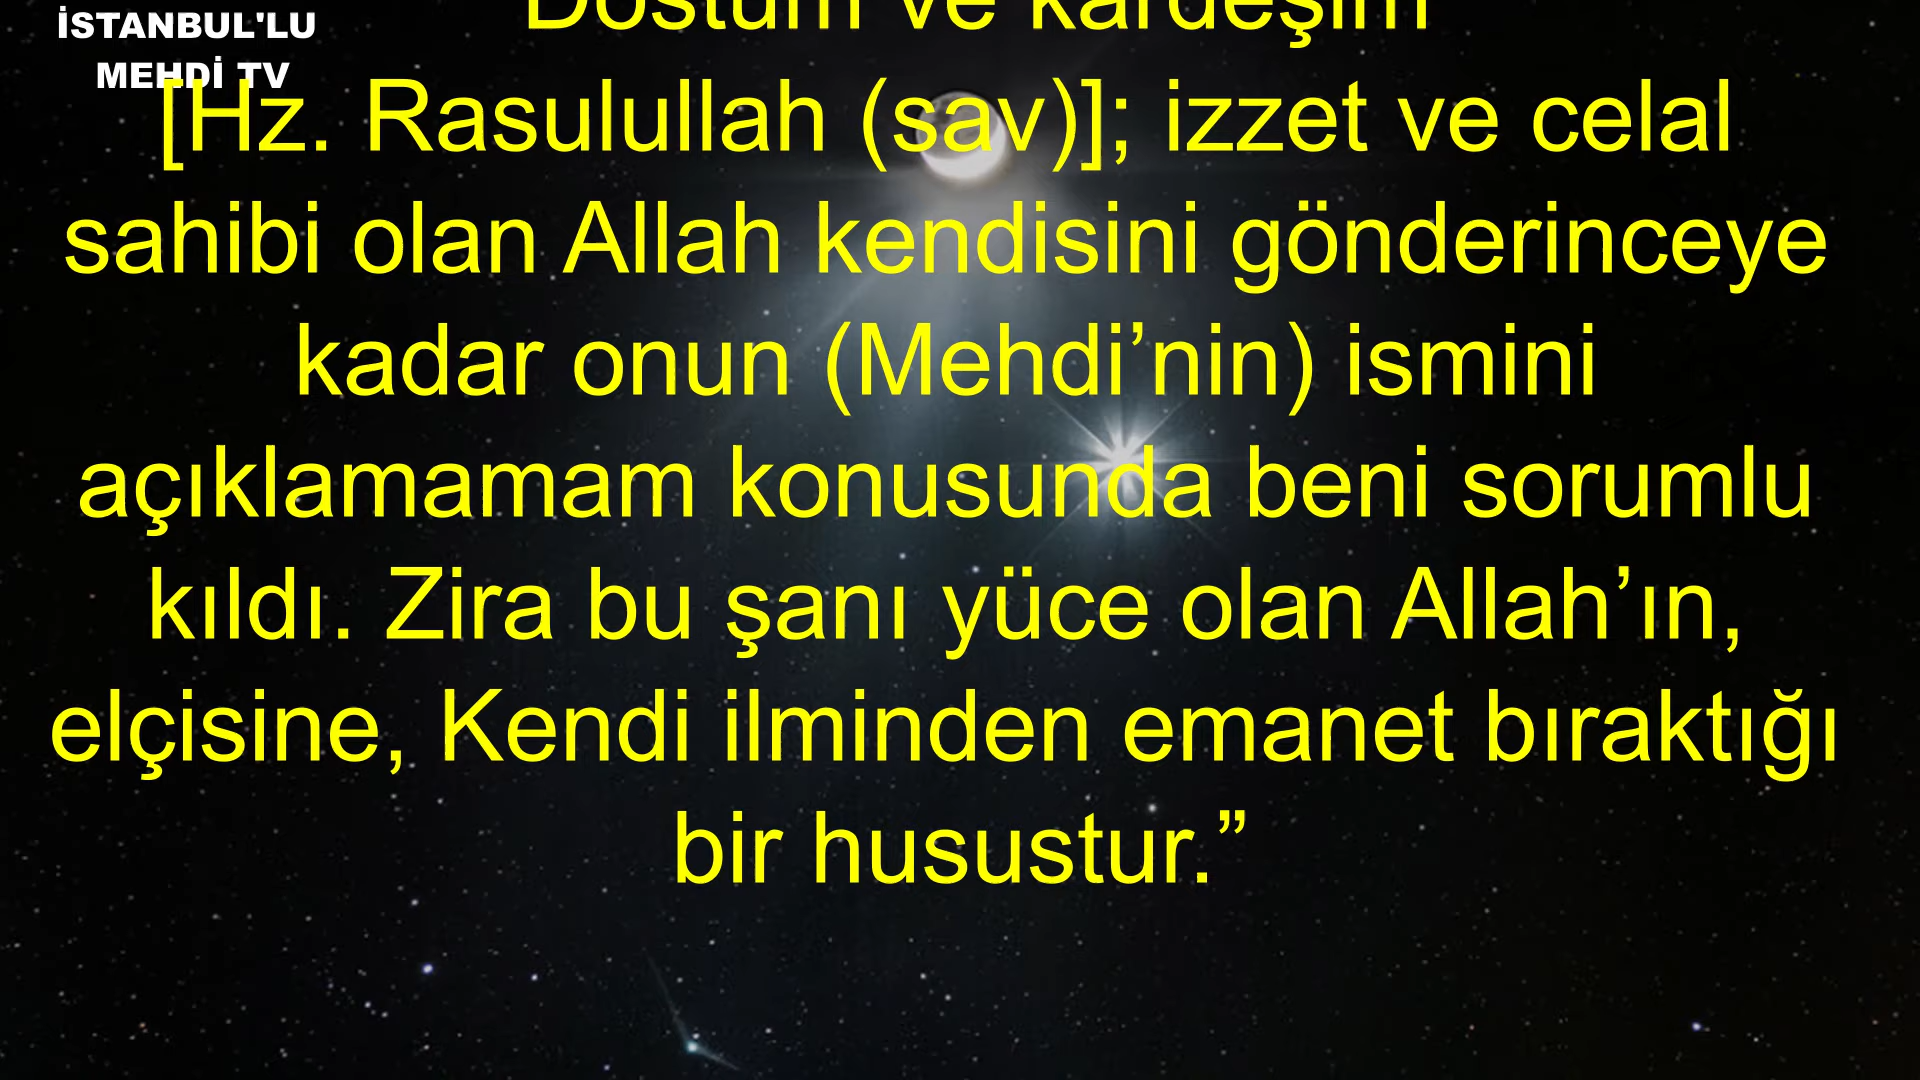 İSTANBUL'LU
MEHDİ TV
Dostum ve kardeşim
[Hz. Rasulullah (sav)]; izzet ve celal
sahibi olan Allah kendisini gönderinceye
kadar onun (Mehdi’nin) ismini
açıklamamam konusunda beni sorumlu
kıldı. Zira bu şanı yüce olan Allah’ın,
elçisine, Kendi ilminden emanet bıraktığı
bir husustur.”